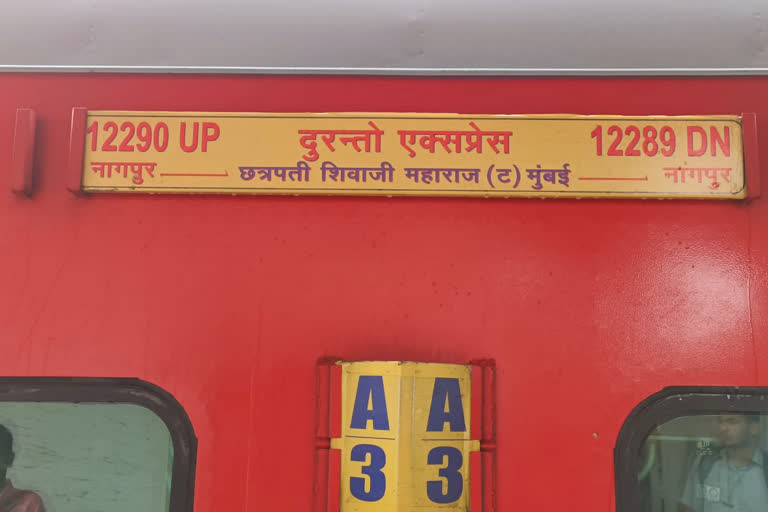 12290 UP दुरन्तो एक्सप्रेस 12289 DN
नागपुर छत्रपती शिवाजी महाराज (ट) मुंबई नागपुर
A A
3 3